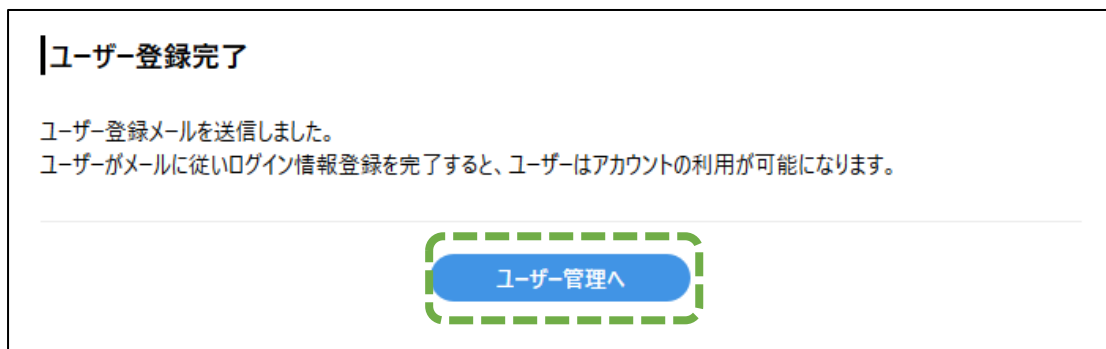 ユーザー登録完了
ユーザー登録メールを送信しました。
ユーザーがメールに従いログイン情報登録を完了すると、ユーザーはアカウントの利用が可能になります。
ユーザー管理へ